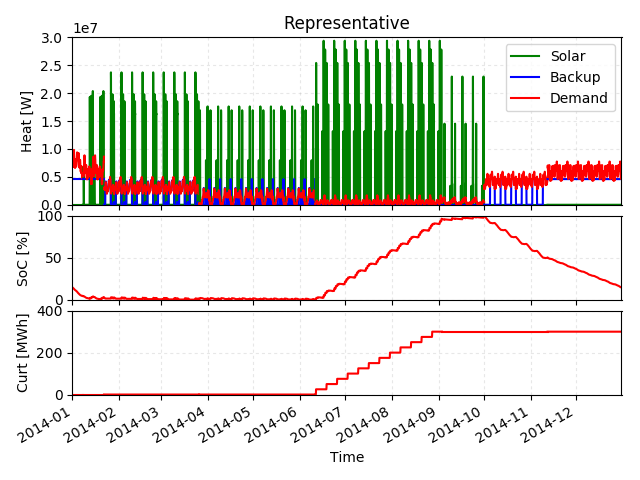 Representative
1e7
3.0
2.5
2.0
1.5
1.0
0.5
0.0
Heat [W]
Solar
Backup
Demand
100
50
0
SoC [%]
400
200
0
Curt [MWh]
2014-01
2014-02
2014-03
2014-04
2014-05
2014-06
2014-07
2014-08
2014-09
2014-10
2014-11
2014-12
Time